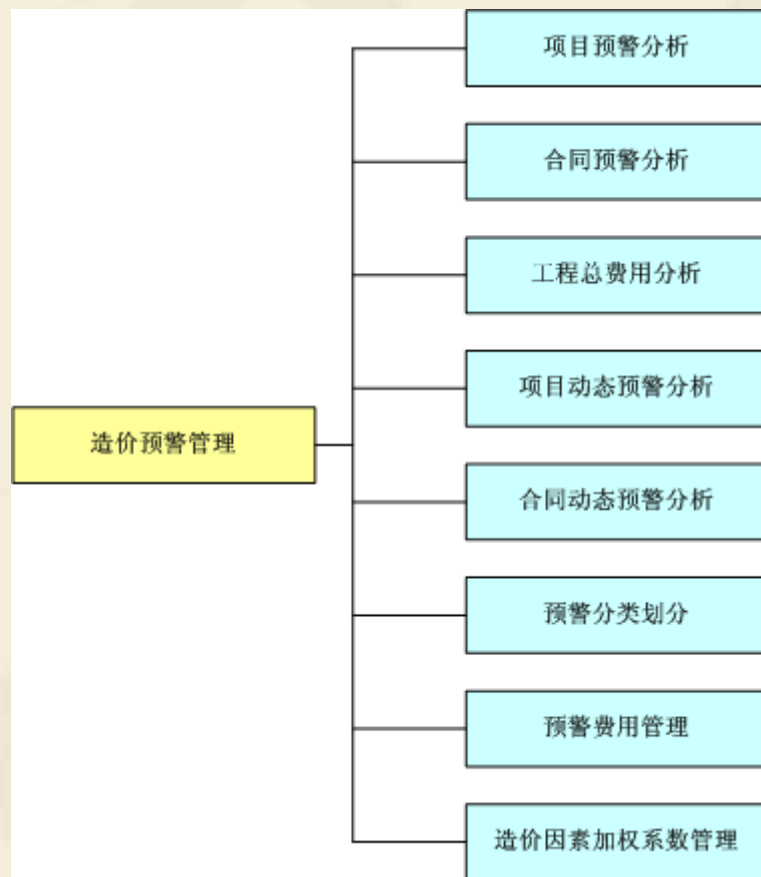 项目预警分析
合同预警分析
工程总费用分析
项目动态预警分析
造价预警管理
合同动态预警分析
预警分类划分
预警费用管理
造价因素加权系数管理